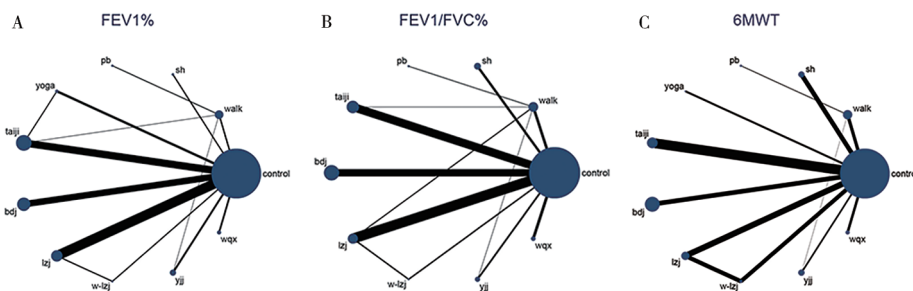 A FEV1%
pb
sh
yoga
walk
taiji
control
bdj
wqx
lzj
w-lzj
yjj
B FEV1/FVC%
pb
sh
taiji
walk
bdj
control
lzj
wqx
w-lzj
yjj
C 6MWT
pb
sh
yoga
walk
taiji
contr
bdj
wqx
lzj
w-lzj
yjj